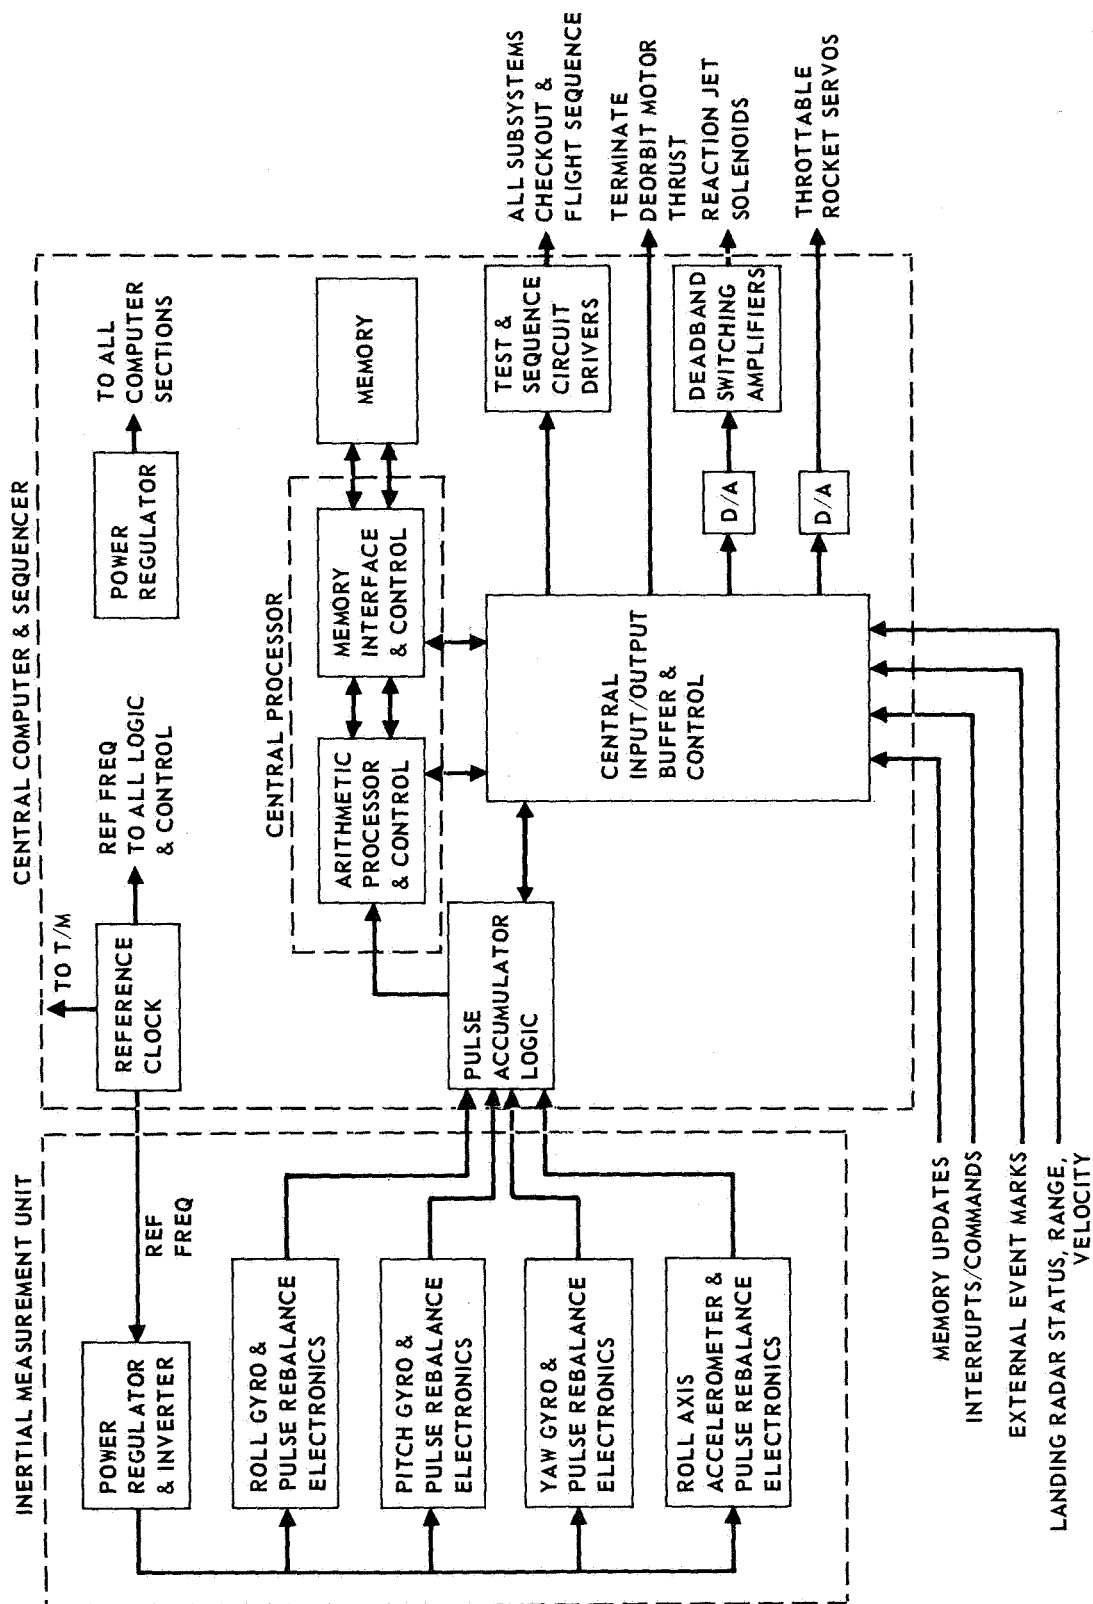 INERTIAL MEASUREMENT UNIT
POWER
REGULATOR
& INVERTER
REF
FREQ
ROLL GYRO &
PULSE REBALANCE
ELECTRONICS
PITCH GYRO &
PULSE REBALANCE
ELECTRONICS
YAW GYRO &
PULSE REBALANCE
ELECTRONICS
ROLL AXIS
ACCELEROMETER &
PULSE REBALANCE
ELECTRONICS
CENTRAL COMPUTER & SEQUENCER
TO T/M
REFERENCE
CLOCK
REF FREQ
TO ALL LOGIC
& CONTROL
POWER
REGULATOR
TO ALL
COMPUTER
SECTIONS
CENTRAL PROCESSOR
ARITHMETIC
PROCESSOR
& CONTROL
MEMORY
INTERFACE
& CONTROL
MEMORY
PULSE
ACCUMULATOR
LOGIC
CENTRAL
INPUT/OUTPUT
BUFFER &
CONTROL
TEST &
SEQUENCE
CIRCUIT
DRIVERS
D/A
DEADBAND
SWITCHING
AMPLIFIERS
D/A
ALL SUBSYSTEMS
CHECKOUT &
FLIGHT SEQUENCE
TERMINATE
DEORBIT MOTOR
THRUST
REACTION JET
SOLENOIDS
THROTTABLE
ROCKET SERVOS
MEMORY UPDATES
INTERRUPTS/COMMANDS
EXTERNAL EVENT MARKS
LANDING RADAR STATUS, RANGE,
VELOCITY